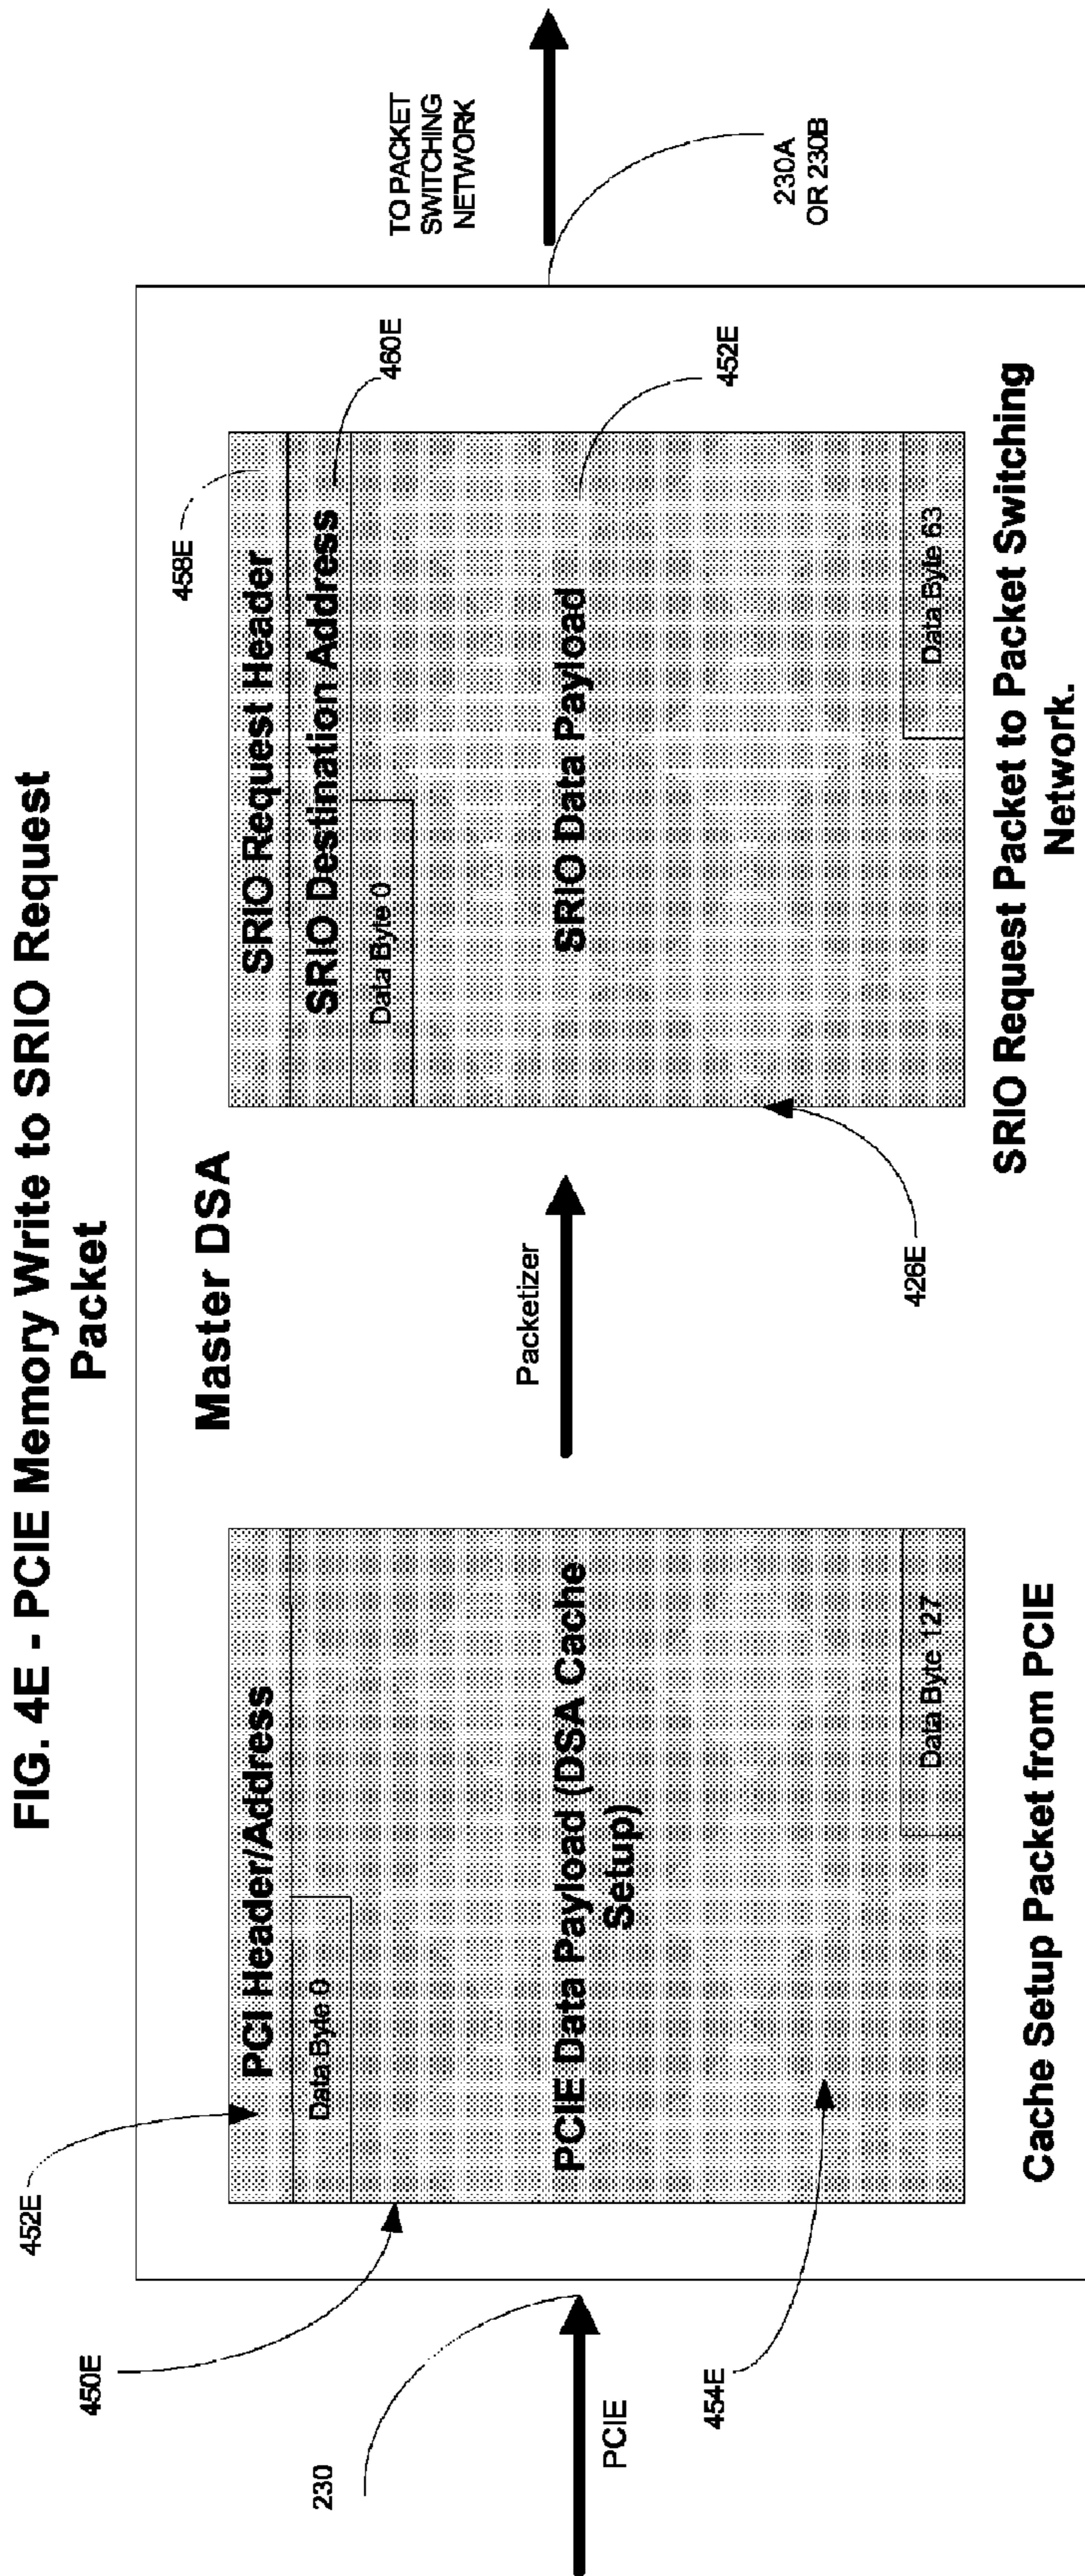 FIG. 4E - PCIE Memory Write to SRIO Request
Packet
Master DSA
TO PACKET
SWITCHING
NETWORK
230A
OR 230B
230
PCIE
450E
452E
454E
PCI Header/Address
Data Byte 0
PCIE Data Payload (DSA Cache
Setup)
Data Byte 127
Cache Setup Packet from PCIE
Packetizer
426E
458E
460E
452E
SRIO Request Header
SRIO Destination Address
Data Byte 0
SRIO Data Payload
Data Byte 63
SRIO Request Packet to Packet Switching
Network.